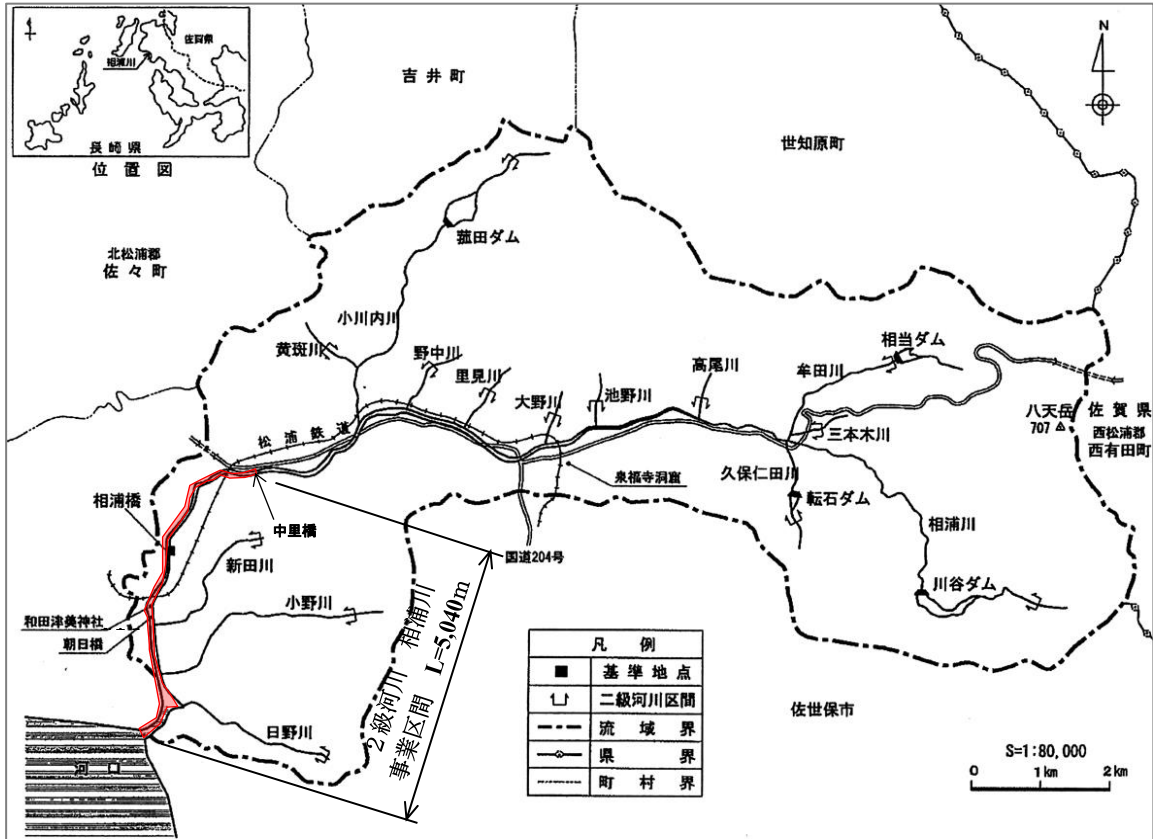 佐賀県
相浦川
長崎県
位置図
吉井町
世知原町
N
北松浦郡
佐々町
菰田ダム
小川内川
黄斑川
野中川
里見川
大野川
池野川
高尾川
牟田川
相当ダム
八天岳
707
佐賀県
西松浦郡
西有田町
三本木川
松浦鉄道
泉福寺洞窟
久保仁田川
転石ダム
相浦川
川谷ダム
相浦橋
中里橋
国道204号
新田川
小野川
和田津美神社
朝日橋
日野川
河口
2級河川 相浦川
事業区間 L=5,040m
佐世保市
凡例
基準地点
二級河川区間
流域界
県界
町村界
S=1:80,000
0 1km 2km